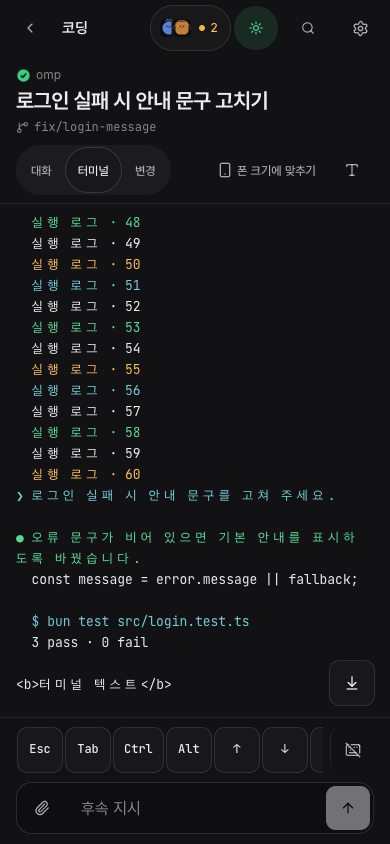 코딩
2
omp
로그인 실패 시 안내 문구 고치기
fix/login-message
대화 터미널 변경 폰 크기에 맞추기
실행 로그 · 48
실행 로그 · 49
실행 로그 · 50
실행 로그 · 51
실행 로그 · 52
실행 로그 · 53
실행 로그 · 54
실행 로그 · 55
실행 로그 · 56
실행 로그 · 57
실행 로그 · 58
실행 로그 · 59
실행 로그 · 60
❯ 로그인 실패 시 안내 문구를 고쳐 주세요.
● 오류 문구가 비어 있으면 기본 안내를 표시하
도록 바꿨습니다.
const message = error.message || fallback;
$ bun test src/login.test.ts
3 pass · 0 fail
<b>터미널 텍스트</b>
Esc Tab Ctrl Alt ↑ ↓
후속 지시